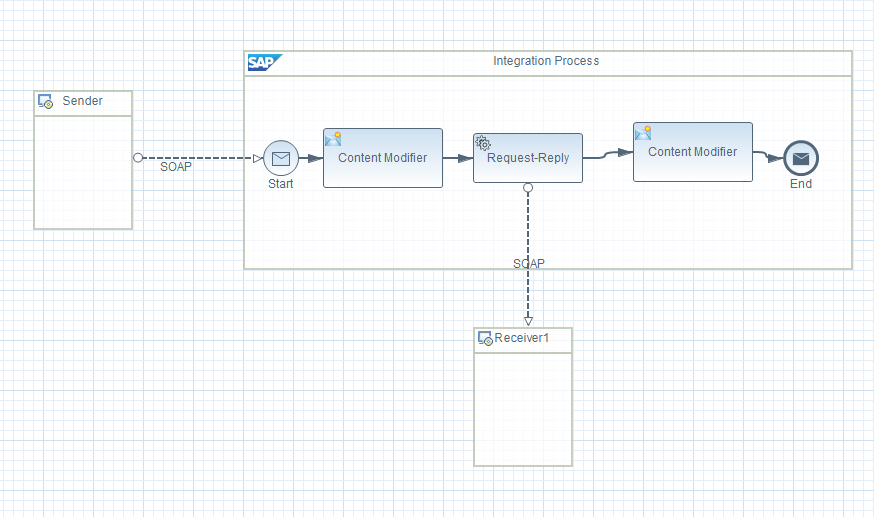 SAP
Integration Process
Sender
SOAP
Start
Content Modifier
Request-Reply
Content Modifier
End
SOAP
Receiver1